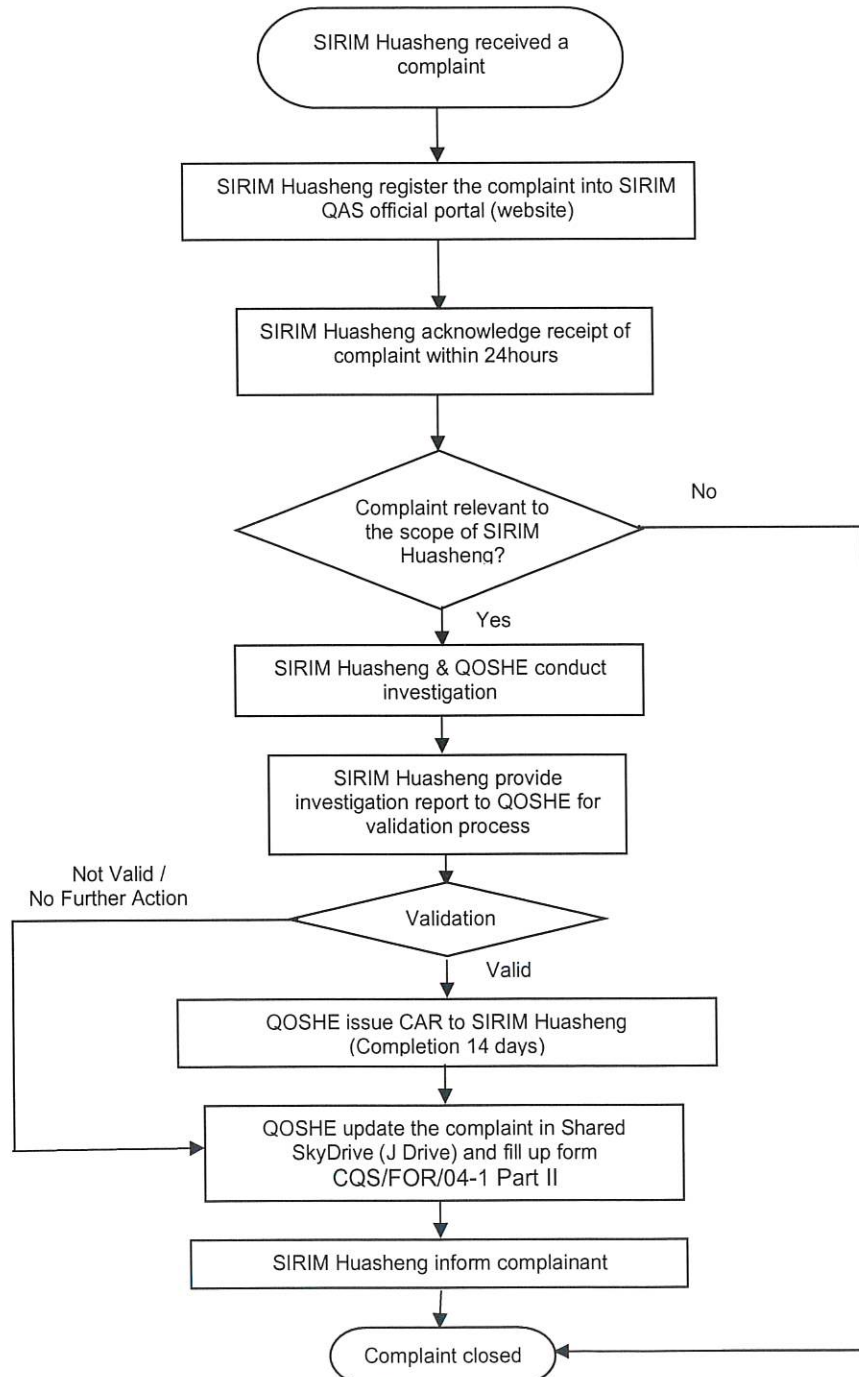 SIRIM Huasheng received a
complaint
SIRIM Huasheng register the complaint into SIRIM
QAS official portal (website)
SIRIM Huasheng acknowledge receipt of
complaint within 24hours
Complaint relevant to
the scope of SIRIM
Huasheng?
No
Yes
SIRIM Huasheng & QOSHE conduct
investigation
SIRIM Huasheng provide
investigation report to QOSHE for
validation process
Not Valid /
No Further Action
Validation
Valid
QOSHE issue CAR to SIRIM Huasheng
(Completion 14 days)
QOSHE update the complaint in Shared
SkyDrive (J Drive) and fill up form
CQS/FOR/04-1 Part II
SIRIM Huasheng inform complainant
Complaint closed